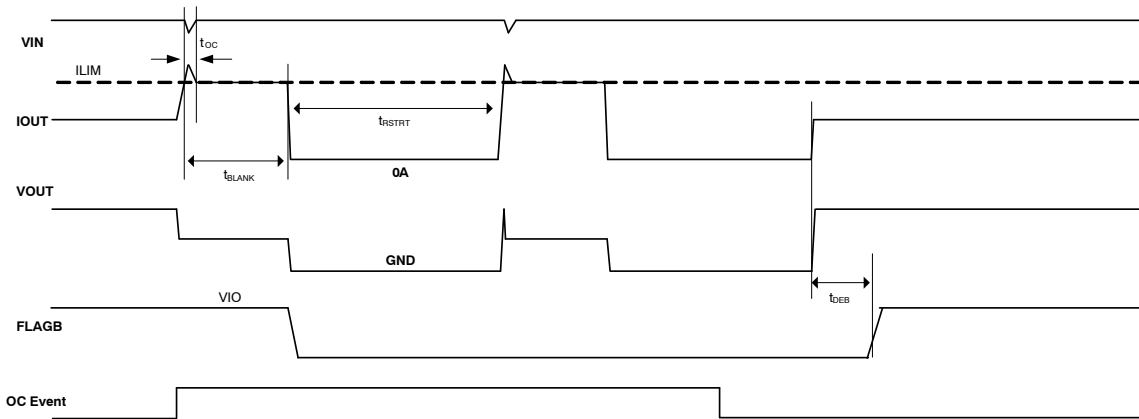 VIN
tOC
ILIM
IOUT
tRSTRT
tBLANK
0A
VOUT
GND
tDEB
VIO
FLAGB
OC Event